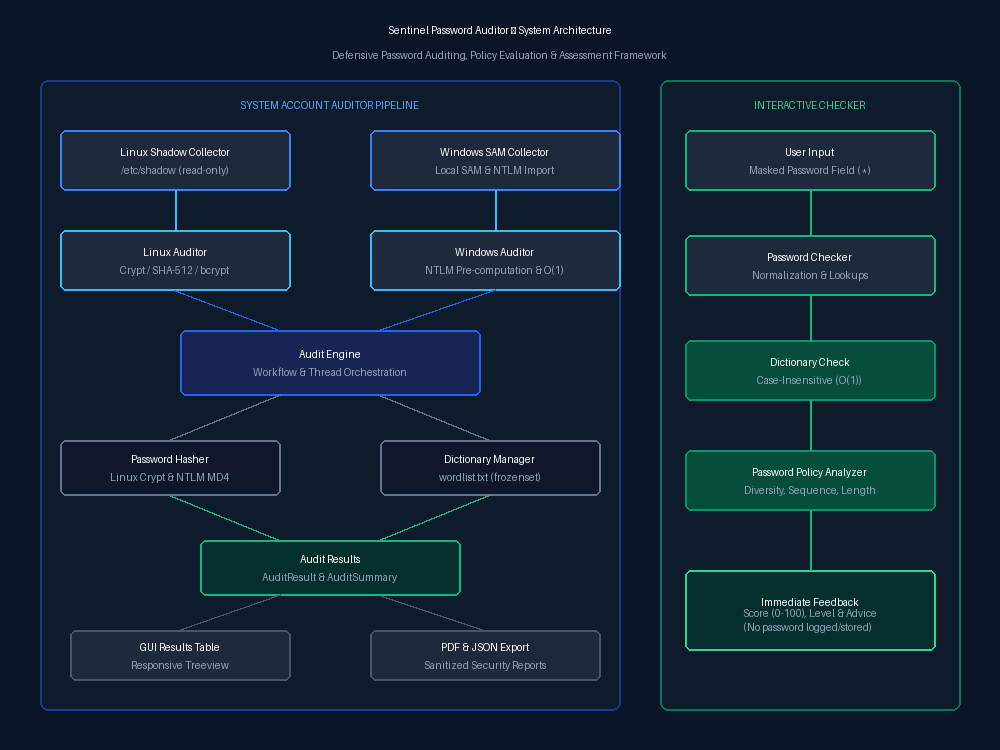 Sentinel Password Auditor ▯ System Architecture
Defensive Password Auditing, Policy Evaluation & Assessment Framework
SYSTEM ACCOUNT AUDITOR PIPELINE
Linux Shadow Collector
/etc/shadow (read-only)
Windows SAM Collector
Local SAM & NTLM Import
Linux Auditor
Crypt / SHA-512 / bcrypt
Windows Auditor
NTLM Pre-computation & O(1)
Audit Engine
Workflow & Thread Orchestration
Password Hasher
Linux Crypt & NTLM MD4
Dictionary Manager
wordlist.txt (frozenset)
Audit Results
AuditResult & AuditSummary
GUI Results Table
Responsive Treeview
PDF & JSON Export
Sanitized Security Reports
INTERACTIVE CHECKER
User Input
Masked Password Field (*)
Password Checker
Normalization & Lookups
Dictionary Check
Case-Insensitive (O(1))
Password Policy Analyzer
Diversity, Sequence, Length
Immediate Feedback
Score (0-100), Level & Advice
(No password logged/stored)